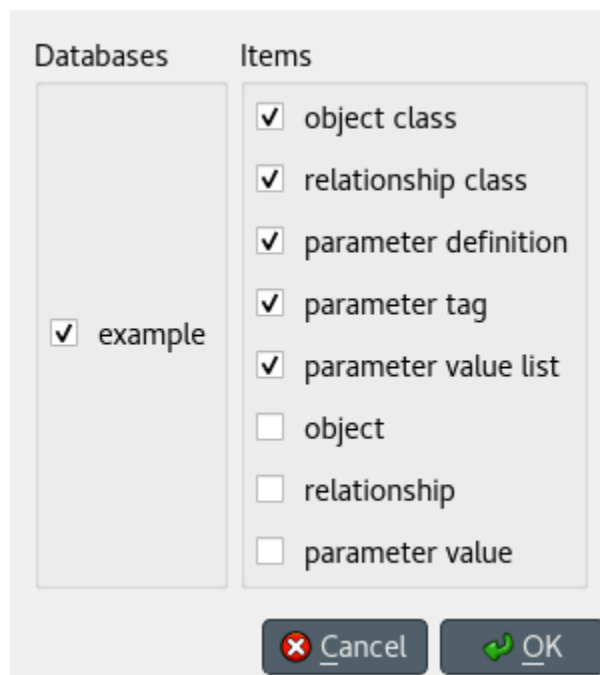 Databases
Items
object class
relationship class
parameter definition
parameter tag
example
parameter value list
object
relationship
parameter value
Cancel
OK